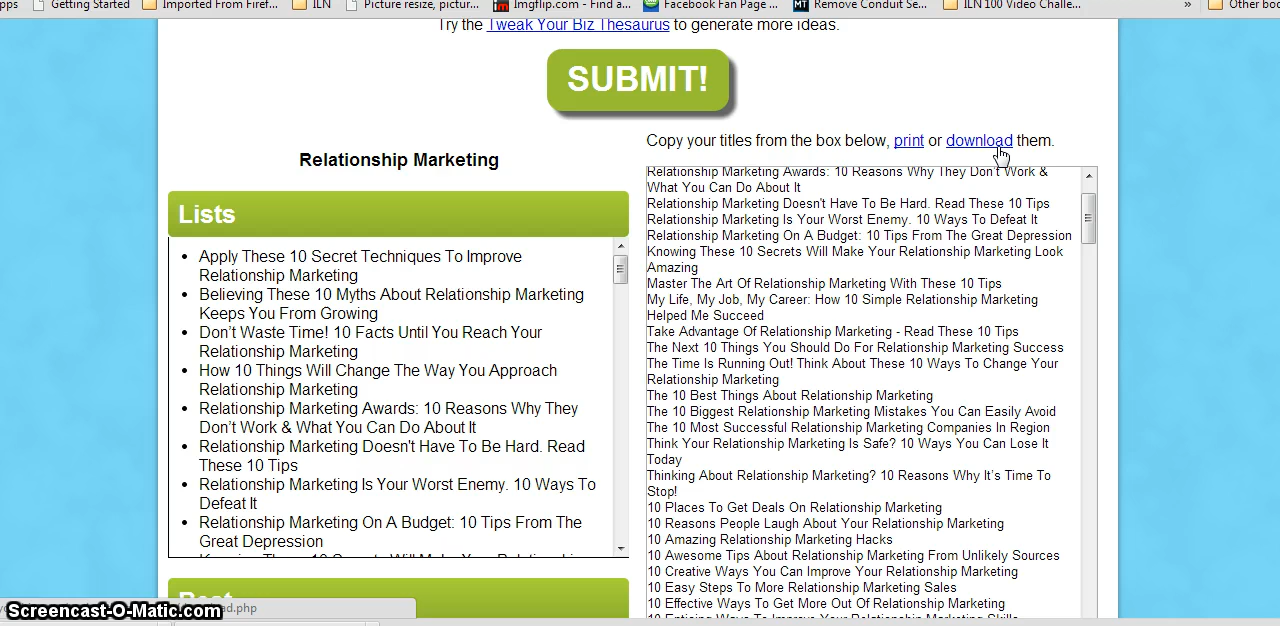 Getting Started
Imported From Firef...
ILN
Picture resize, pictur...
Imgflip.com - Find a...
Facebook Fan Page ...
MT Remove Conduit Se...
ILN 100 Video Challe...
»
Try the Tweak Your Biz Thesaurus to generate more ideas.
SUBMIT!
Relationship Marketing
Lists
Apply These 10 Secret Techniques To Improve
Relationship Marketing
Believing These 10 Myths About Relationship Marketing
Keeps You From Growing
Don’t Waste Time! 10 Facts Until You Reach Your
Relationship Marketing
How 10 Things Will Change The Way You Approach
Relationship Marketing
Relationship Marketing Awards: 10 Reasons Why They
Don’t Work & What You Can Do About It
Relationship Marketing Doesn't Have To Be Hard. Read
These 10 Tips
Relationship Marketing Is Your Worst Enemy. 10 Ways To
Defeat It
Relationship Marketing On A Budget: 10 Tips From The
Great Depression
Copy your titles from the box below, print or download them.
Relationship Marketing Awards: 10 Reasons Why They Don’t Work &
What You Can Do About It
Relationship Marketing Doesn't Have To Be Hard. Read These 10 Tips
Relationship Marketing Is Your Worst Enemy. 10 Ways To Defeat It
Relationship Marketing On A Budget: 10 Tips From The Great Depression
Knowing These 10 Secrets Will Make Your Relationship Marketing Look
Amazing
Master The Art Of Relationship Marketing With These 10 Tips
My Life, My Job, My Career: How 10 Simple Relationship Marketing
Helped Me Succeed
Take Advantage Of Relationship Marketing - Read These 10 Tips
The Next 10 Things You Should Do For Relationship Marketing Success
The Time Is Running Out! Think About These 10 Ways To Change Your
Relationship Marketing
The 10 Best Things About Relationship Marketing
The 10 Biggest Relationship Marketing Mistakes You Can Easily Avoid
The 10 Most Successful Relationship Marketing Companies In Region
Think Your Relationship Marketing Is Safe? 10 Ways You Can Lose It
Today
Thinking About Relationship Marketing? 10 Reasons Why It’s Time To
Stop!
10 Places To Get Deals On Relationship Marketing
10 Reasons People Laugh About Your Relationship Marketing
10 Amazing Relationship Marketing Hacks
10 Awesome Tips About Relationship Marketing From Unlikely Sources
10 Creative Ways You Can Improve Your Relationship Marketing
10 Easy Steps To More Relationship Marketing Sales
10 Effective Ways To Get More Out Of Relationship Marketing
Screencast-O-Matic.com
ad.php